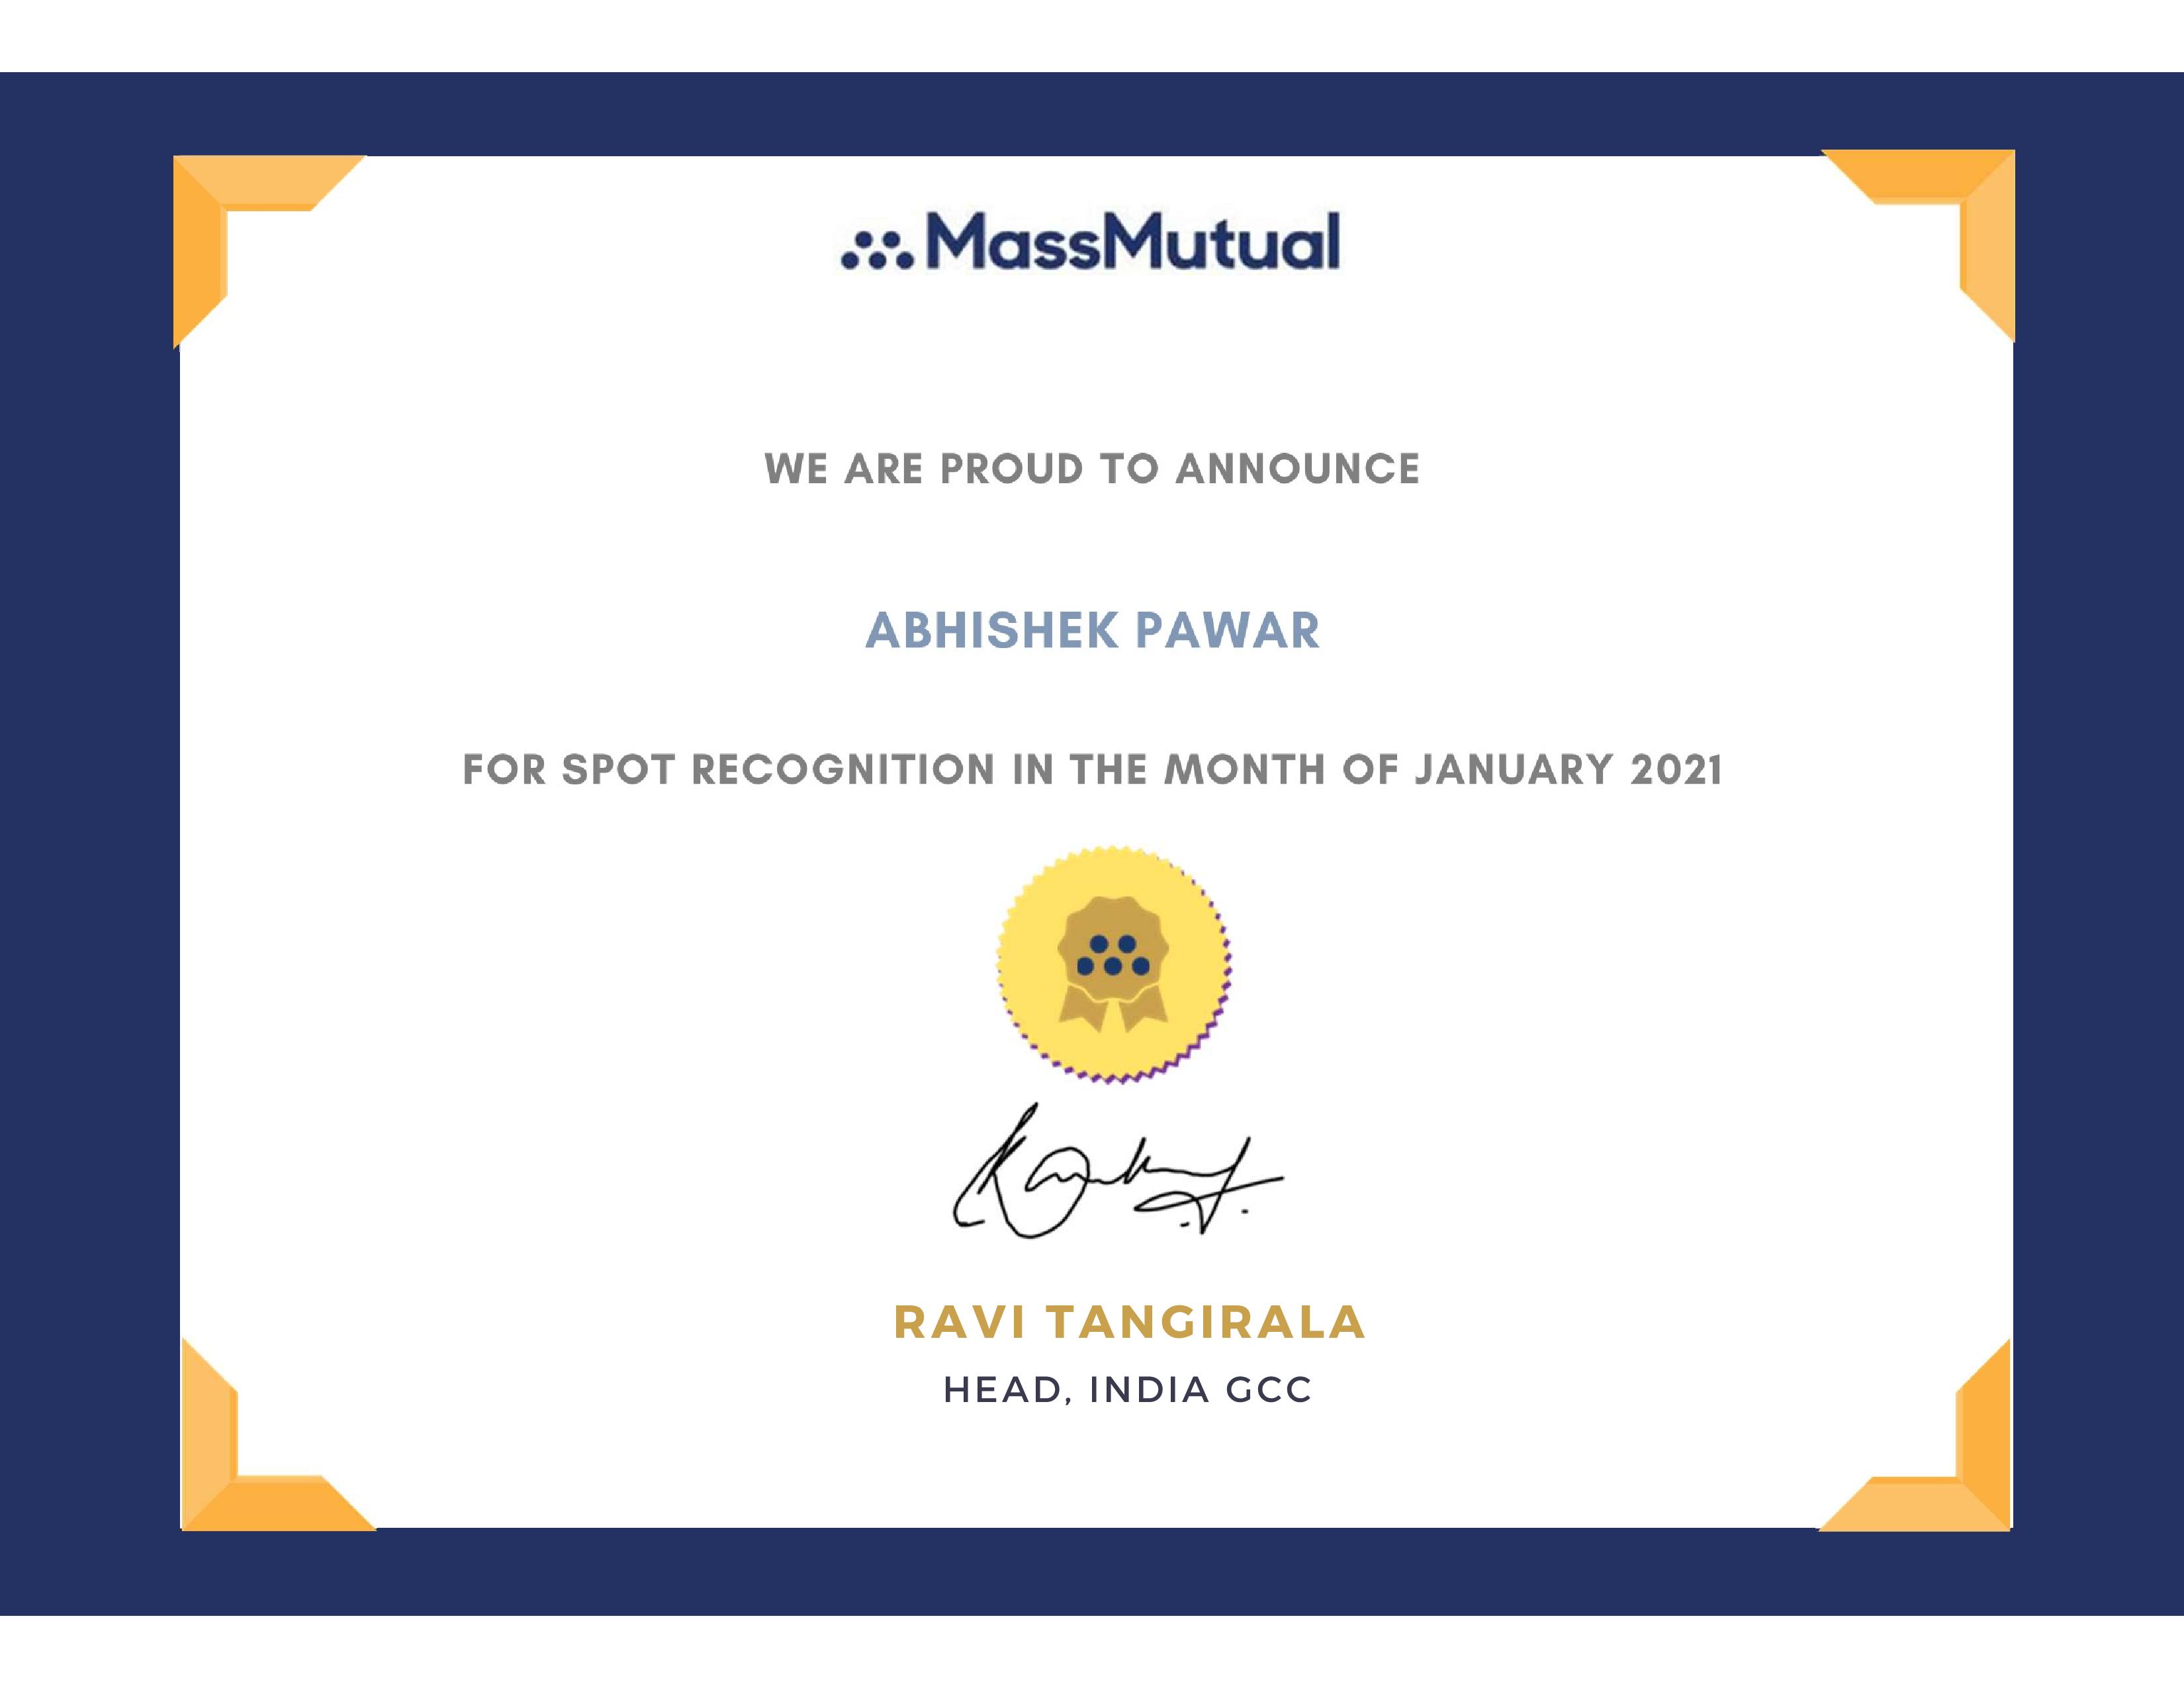 MassMutual
WE ARE PROUD TO ANNOUNCE
ABHISHEK PAWAR
FOR SPOT RECOGNITION IN THE MONTH OF JANUARY 2021
RAVI TANGIRALA
HEAD, INDIA GCC